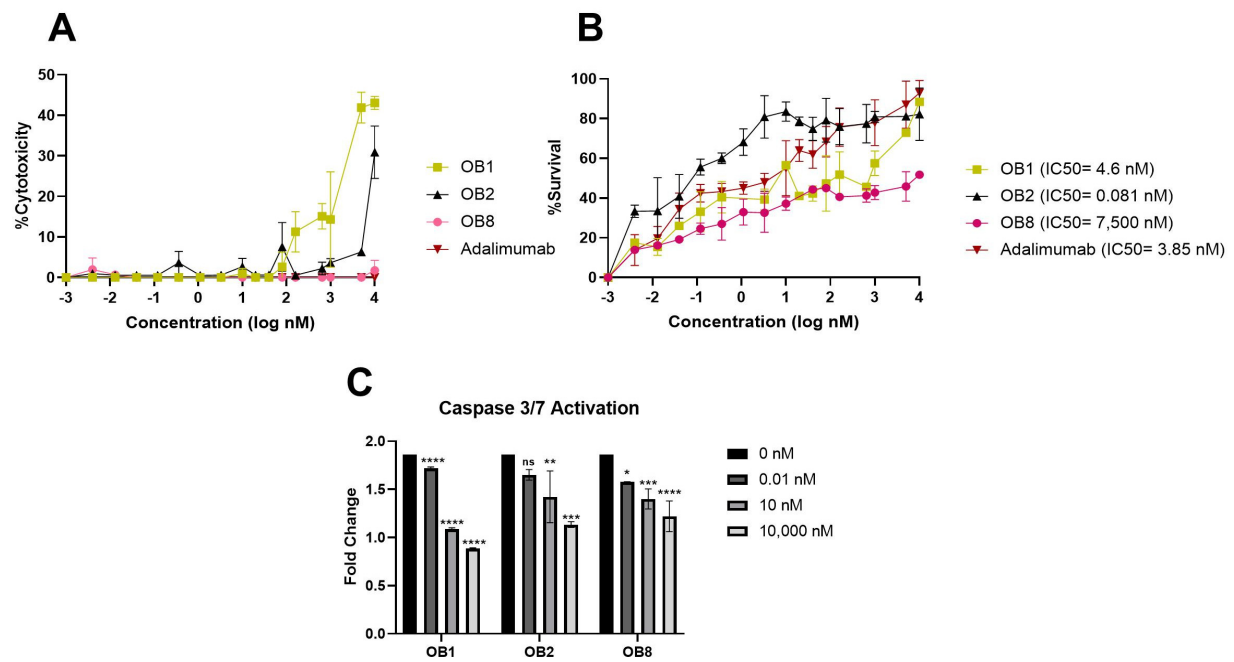 A
50
40
30
20
10
0
%Cytotoxicity
-3 -2 -1 0 1 2 3 4
Concentration (log nM)
OB1
OB2
OB8
Adalimumab
B
100
80
60
40
20
0
%Survival
-3 -2 -1 0 1 2 3 4
Concentration (log nM)
OB1 (IC50= 4.6 nM)
OB2 (IC50= 0.081 nM)
OB8 (IC50= 7,500 nM)
Adalimumab (IC50= 3.85 nM)
C
Caspase 3/7 Activation
2.0
1.5
1.0
0.5
0.0
Fold Change
**** **** ****
ns ** ***
* *** ****
OB1 OB2 OB8
0 nM
0.01 nM
10 nM
10,000 nM